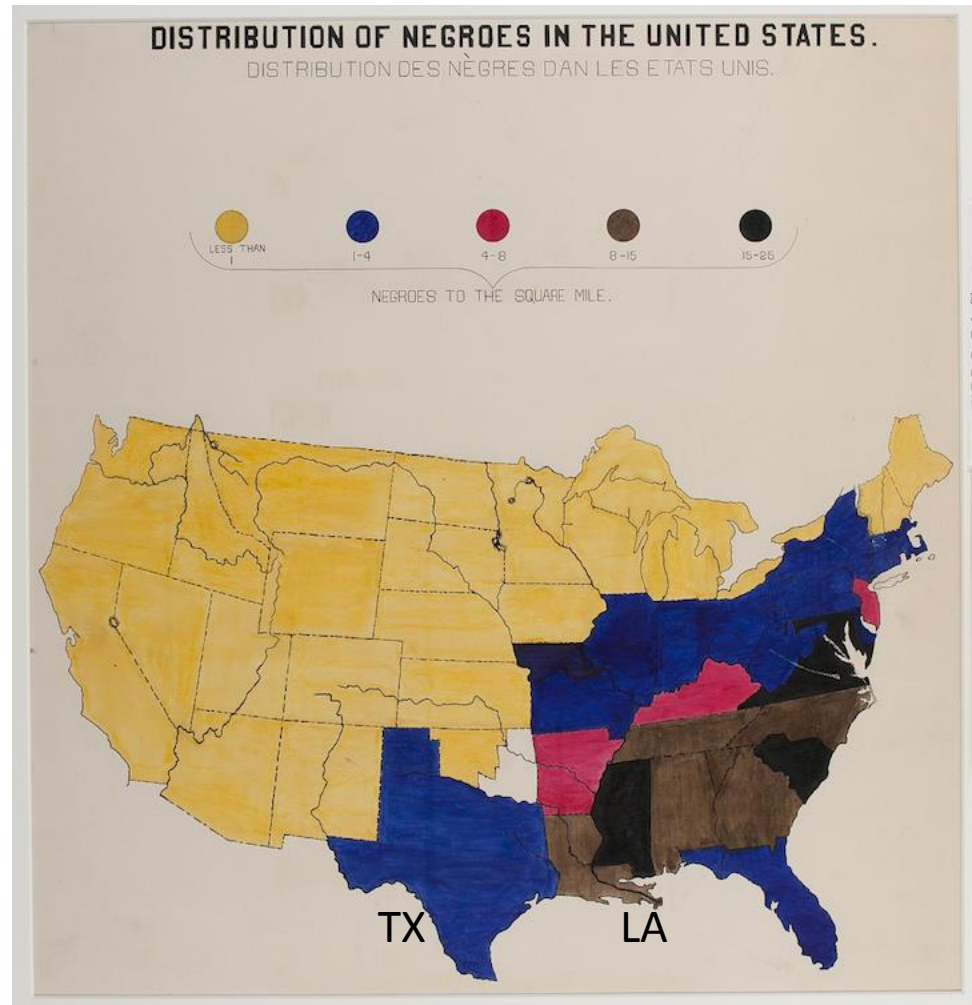 DISTRIBUTION OF NEGROES IN THE UNITED STATES.
DISTRIBUTION DES NÈGRES DAN LES ETATS UNIS.
LESS THAN
1
1-4
4-8
8-15
15-25
NEGROES TO THE SQUARE MILE.
TX
LA